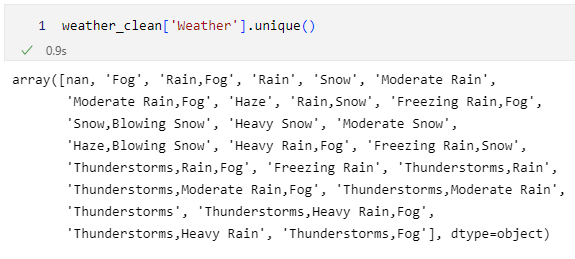 1 weather_clean['Weather'].unique()
✓ 0.9s
array([nan, 'Fog', 'Rain,Fog', 'Rain', 'Snow', 'Moderate Rain',
'Moderate Rain,Fog', 'Haze', 'Rain,Snow', 'Freezing Rain,Fog',
'Snow,Blowing Snow', 'Heavy Snow', 'Moderate Snow',
'Haze,Blowing Snow', 'Heavy Rain,Fog', 'Freezing Rain,Snow',
'Thunderstorms,Rain,Fog', 'Freezing Rain', 'Thunderstorms,Rain',
'Thunderstorms,Moderate Rain,Fog', 'Thunderstorms,Moderate Rain',
'Thunderstorms', 'Thunderstorms,Heavy Rain,Fog',
'Thunderstorms,Heavy Rain', 'Thunderstorms,Fog'], dtype=object)